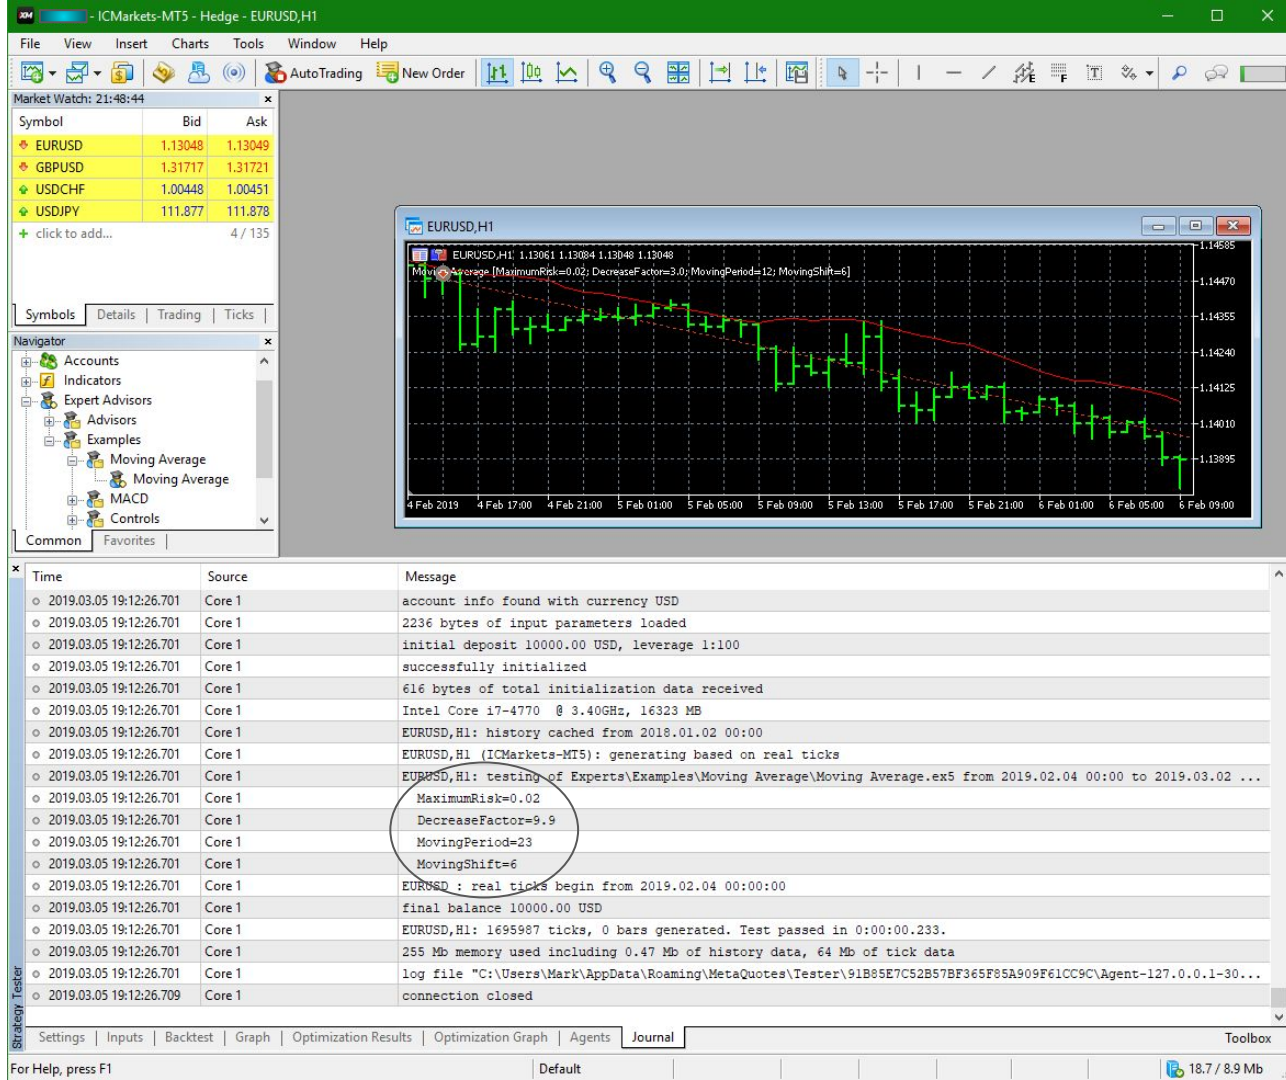 - ICMarkets-MT5 - Hedge - EURUSD,H1
File View Insert Charts Tools Window Help
AutoTrading New Order
Market Watch: 21:48:44
Symbol Bid Ask
EURUSD 1.13048 1.13049
GBPUSD 1.31717 1.31721
USDCHF 1.00448 1.00451
USDJPY 111.877 111.878
click to add... 4 / 135
Symbols Details Trading Ticks
Navigator
Accounts
Indicators
Expert Advisors
Advisors
Examples
Moving Average
Moving Average
MACD
Controls
Common Favorites
EURUSD,H1
EURUSD,H1 1.13061 1.13084 1.13048 1.13048
Moving Average [MaximumRisk=0.02; DecreaseFactor=3.0; MovingPeriod=12; MovingShift=6]
1.14585
1.14470
1.14355
1.14240
1.14125
1.14010
1.13895
4 Feb 2019 4 Feb 17:00 4 Feb 21:00 5 Feb 01:00 5 Feb 05:00 5 Feb 09:00 5 Feb 13:00 5 Feb 17:00 5 Feb 21:00 6 Feb 01:00 6 Feb 05:00 6 Feb 09:00
Time Source Message
2019.03.05 19:12:26.701 Core 1 account info found with currency USD
2019.03.05 19:12:26.701 Core 1 2236 bytes of input parameters loaded
2019.03.05 19:12:26.701 Core 1 initial deposit 10000.00 USD, leverage 1:100
2019.03.05 19:12:26.701 Core 1 successfully initialized
2019.03.05 19:12:26.701 Core 1 616 bytes of total initialization data received
2019.03.05 19:12:26.701 Core 1 Intel Core i7-4770 @ 3.40GHz, 16323 MB
2019.03.05 19:12:26.701 Core 1 EURUSD,H1: history cached from 2018.01.02 00:00
2019.03.05 19:12:26.701 Core 1 EURUSD,H1 (ICMarkets-MT5): generating based on real ticks
2019.03.05 19:12:26.701 Core 1 EURUSD,H1: testing of Experts\Examples\Moving Average\Moving Average.ex5 from 2019.02.04 00:00 to 2019.03.02 ...
2019.03.05 19:12:26.701 Core 1 MaximumRisk=0.02
2019.03.05 19:12:26.701 Core 1 DecreaseFactor=9.9
2019.03.05 19:12:26.701 Core 1 MovingPeriod=23
2019.03.05 19:12:26.701 Core 1 MovingShift=6
2019.03.05 19:12:26.701 Core 1 EURUSD : real ticks begin from 2019.02.04 00:00:00
2019.03.05 19:12:26.701 Core 1 final balance 10000.00 USD
2019.03.05 19:12:26.701 Core 1 EURUSD,H1: 1695987 ticks, 0 bars generated. Test passed in 0:00:00.233.
2019.03.05 19:12:26.701 Core 1 255 Mb memory used including 0.47 Mb of history data, 64 Mb of tick data
2019.03.05 19:12:26.701 Core 1 log file "C:\Users\Mark\AppData\Roaming\MetaQuotes\Tester\91B85E7C52B57BF365F85A909F61CC9C\Agent-127.0.0.1-30...
2019.03.05 19:12:26.709 Core 1 connection closed
Strategy Tester
Settings Inputs Backtest Graph Optimization Results Optimization Graph Agents Journal Toolbox
For Help, press F1 Default 18.7 / 8.9 Mb